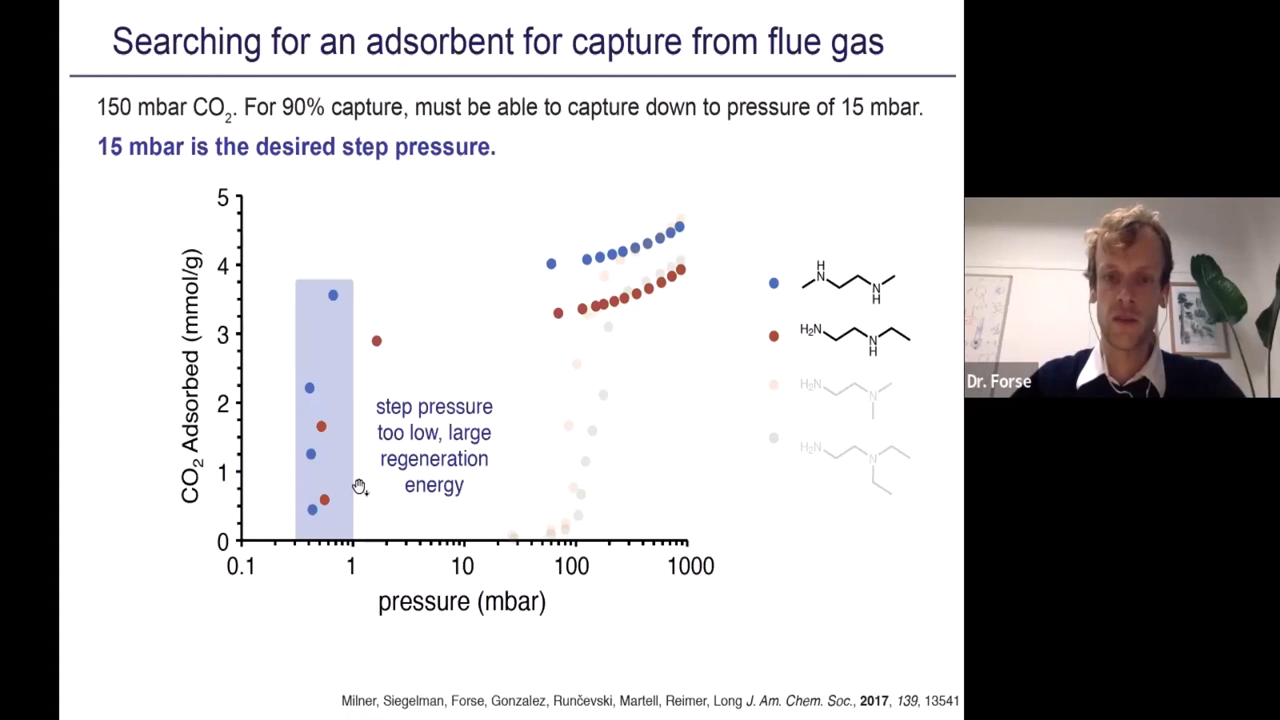 Searching for an adsorbent for capture from flue gas
150 mbar CO2. For 90% capture, must be able to capture down to pressure of 15 mbar.
15 mbar is the desired step pressure.
5
4
3
2
1
0
CO2 Adsorbed (mmol/g)
step pressure
too low, large
regeneration
energy
0.1 1 10 100 1000
pressure (mbar)
H
N
N
H
H2N
N
H
H2N
N
H2N
N
Dr. Forse
Milner, Siegelman, Forse, Gonzalez, Runčevski, Martell, Reimer, Long J. Am. Chem. Soc., 2017, 139, 13541